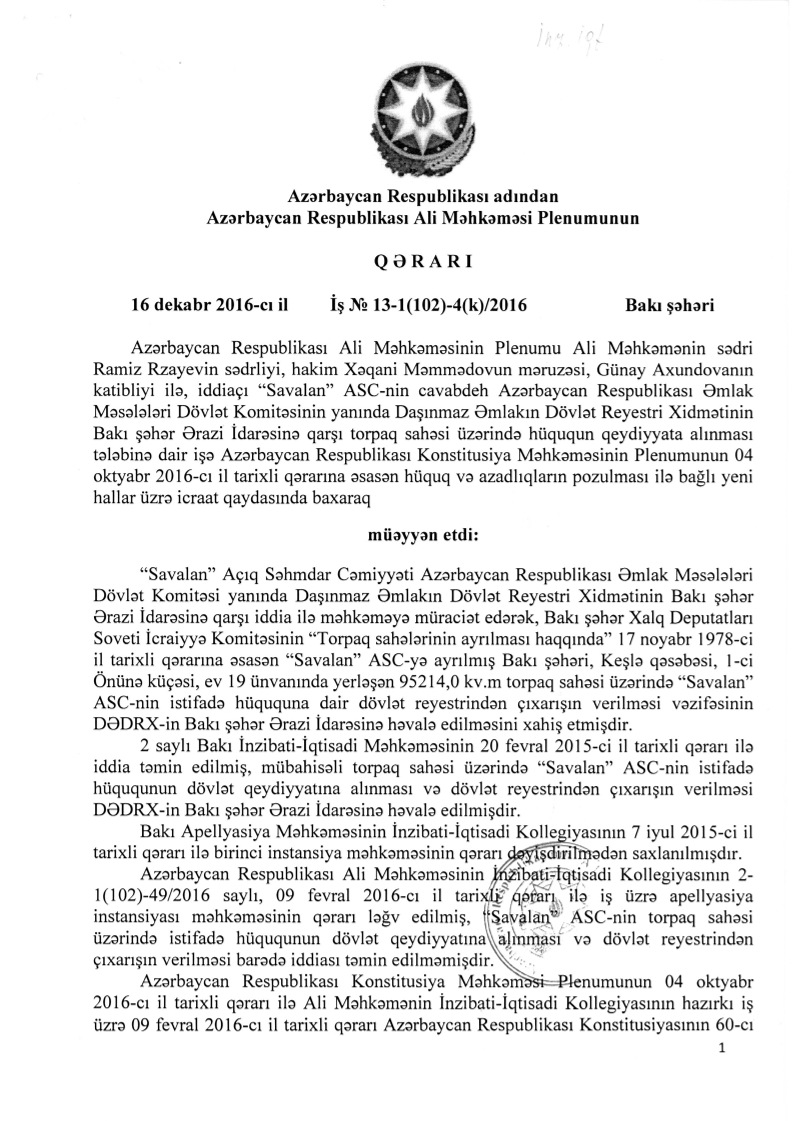 İnz. iqt
Azərbaycan Respublikası adından
Azərbaycan Respublikası Ali Məhkəməsi Plenumunun
Q Ə R A R I
16 dekabr 2016-cı il İş № 13-1(102)-4(k)/2016 Bakı şəhəri
Azərbaycan Respublikası Ali Məhkəməsinin Plenumu Ali Məhkəmənin sədri
Ramiz Rzayevin sədrliyi, hakim Xəqani Məmmədovun məruzəsi, Günay Axundovanın
katibliyi ilə, iddiaçı “Savalan” ASC-nin cavabdeh Azərbaycan Respublikası Əmlak
Məsələləri Dövlət Komitəsinin yanında Daşınmaz Əmlakın Dövlət Reyestri Xidmətinin
Bakı şəhər Ərazi İdarəsinə qarşı torpaq sahəsi üzərində hüququn qeydiyyata alınması
tələbinə dair işə Azərbaycan Respublikası Konstitusiya Məhkəməsinin Plenumunun 04
oktyabr 2016-cı il tarixli qərarına əsasən hüquq və azadlıqların pozulması ilə bağlı yeni
hallar üzrə icraat qaydasında baxaraq
müəyyən etdi:
“Savalan” Açıq Səhmdar Cəmiyyəti Azərbaycan Respublikası Əmlak Məsələləri
Dövlət Komitəsi yanında Daşınmaz Əmlakın Dövlət Reyestri Xidmətinin Bakı şəhər
Ərazi İdarəsinə qarşı iddia ilə məhkəməyə müraciət edərək, Bakı şəhər Xalq Deputatları
Soveti İcraiyyə Komitəsinin “Torpaq sahələrinin ayrılması haqqında” 17 noyabr 1978-ci
il tarixli qərarına əsasən “Savalan” ASC-yə ayrılmış Bakı şəhəri, Keşlə qəsəbəsi, 1-ci
Önünə küçəsi, ev 19 ünvanında yerləşən 95214,0 kv.m torpaq sahəsi üzərində “Savalan”
ASC-nin istifadə hüququna dair dövlət reyestrindən çıxarışın verilməsi vəzifəsinin
DƏDRX-in Bakı şəhər Ərazi İdarəsinə həvalə edilməsini xahiş etmişdir.
2 saylı Bakı İnzibati-İqtisadi Məhkəməsinin 20 fevral 2015-ci il tarixli qərarı ilə
iddia təmin edilmiş, mübahisəli torpaq sahəsi üzərində “Savalan” ASC-nin istifadə
hüququnun dövlət qeydiyyatına alınması və dövlət reyestrindən çıxarışın verilməsi
DƏDRX-in Bakı şəhər Ərazi İdarəsinə həvalə edilmişdir.
Bakı Apellyasiya Məhkəməsinin İnzibati-İqtisadi Kollegiyasının 7 iyul 2015-ci il
tarixli qərarı ilə birinci instansiya məhkəməsinin qərarı dəyişdirilmədən saxlanılmışdır.
Azərbaycan Respublikası Ali Məhkəməsinin İnzibati-İqtisadi Kollegiyasının 2-
1(102)-49/2016 saylı, 09 fevral 2016-cı il tarixli qərarı ilə iş üzrə apellyasiya
instansiyası məhkəməsinin qərarı ləğv edilmiş, “Savalan” ASC-nin torpaq sahəsi
üzərində istifadə hüququnun dövlət qeydiyyatına alınması və dövlət reyestrindən
çıxarışın verilməsi barədə iddiası təmin edilməmişdir.
Azərbaycan Respublikası Konstitusiya Məhkəməsi Plenumunun 04 oktyabr
2016-cı il tarixli qərarı ilə Ali Məhkəmənin İnzibati-İqtisadi Kollegiyasının hazırkı iş
üzrə 09 fevral 2016-cı il tarixli qərarı Azərbaycan Respublikası Konstitusiyasının 60-cı
1